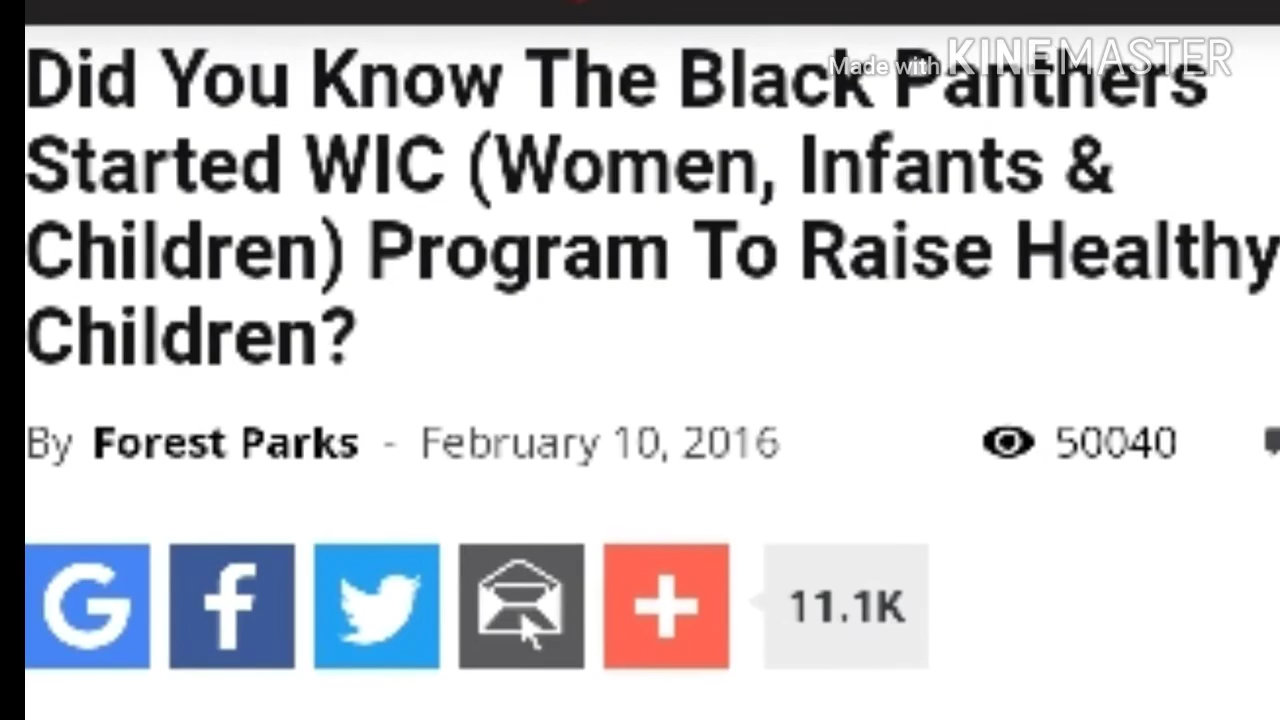 Made with KINEMASTER
Did You Know The Black Panthers
Started WIC (Women, Infants &
Children) Program To Raise Healthy
Children?
By Forest Parks - February 10, 2016 50040
G f + 11.1K